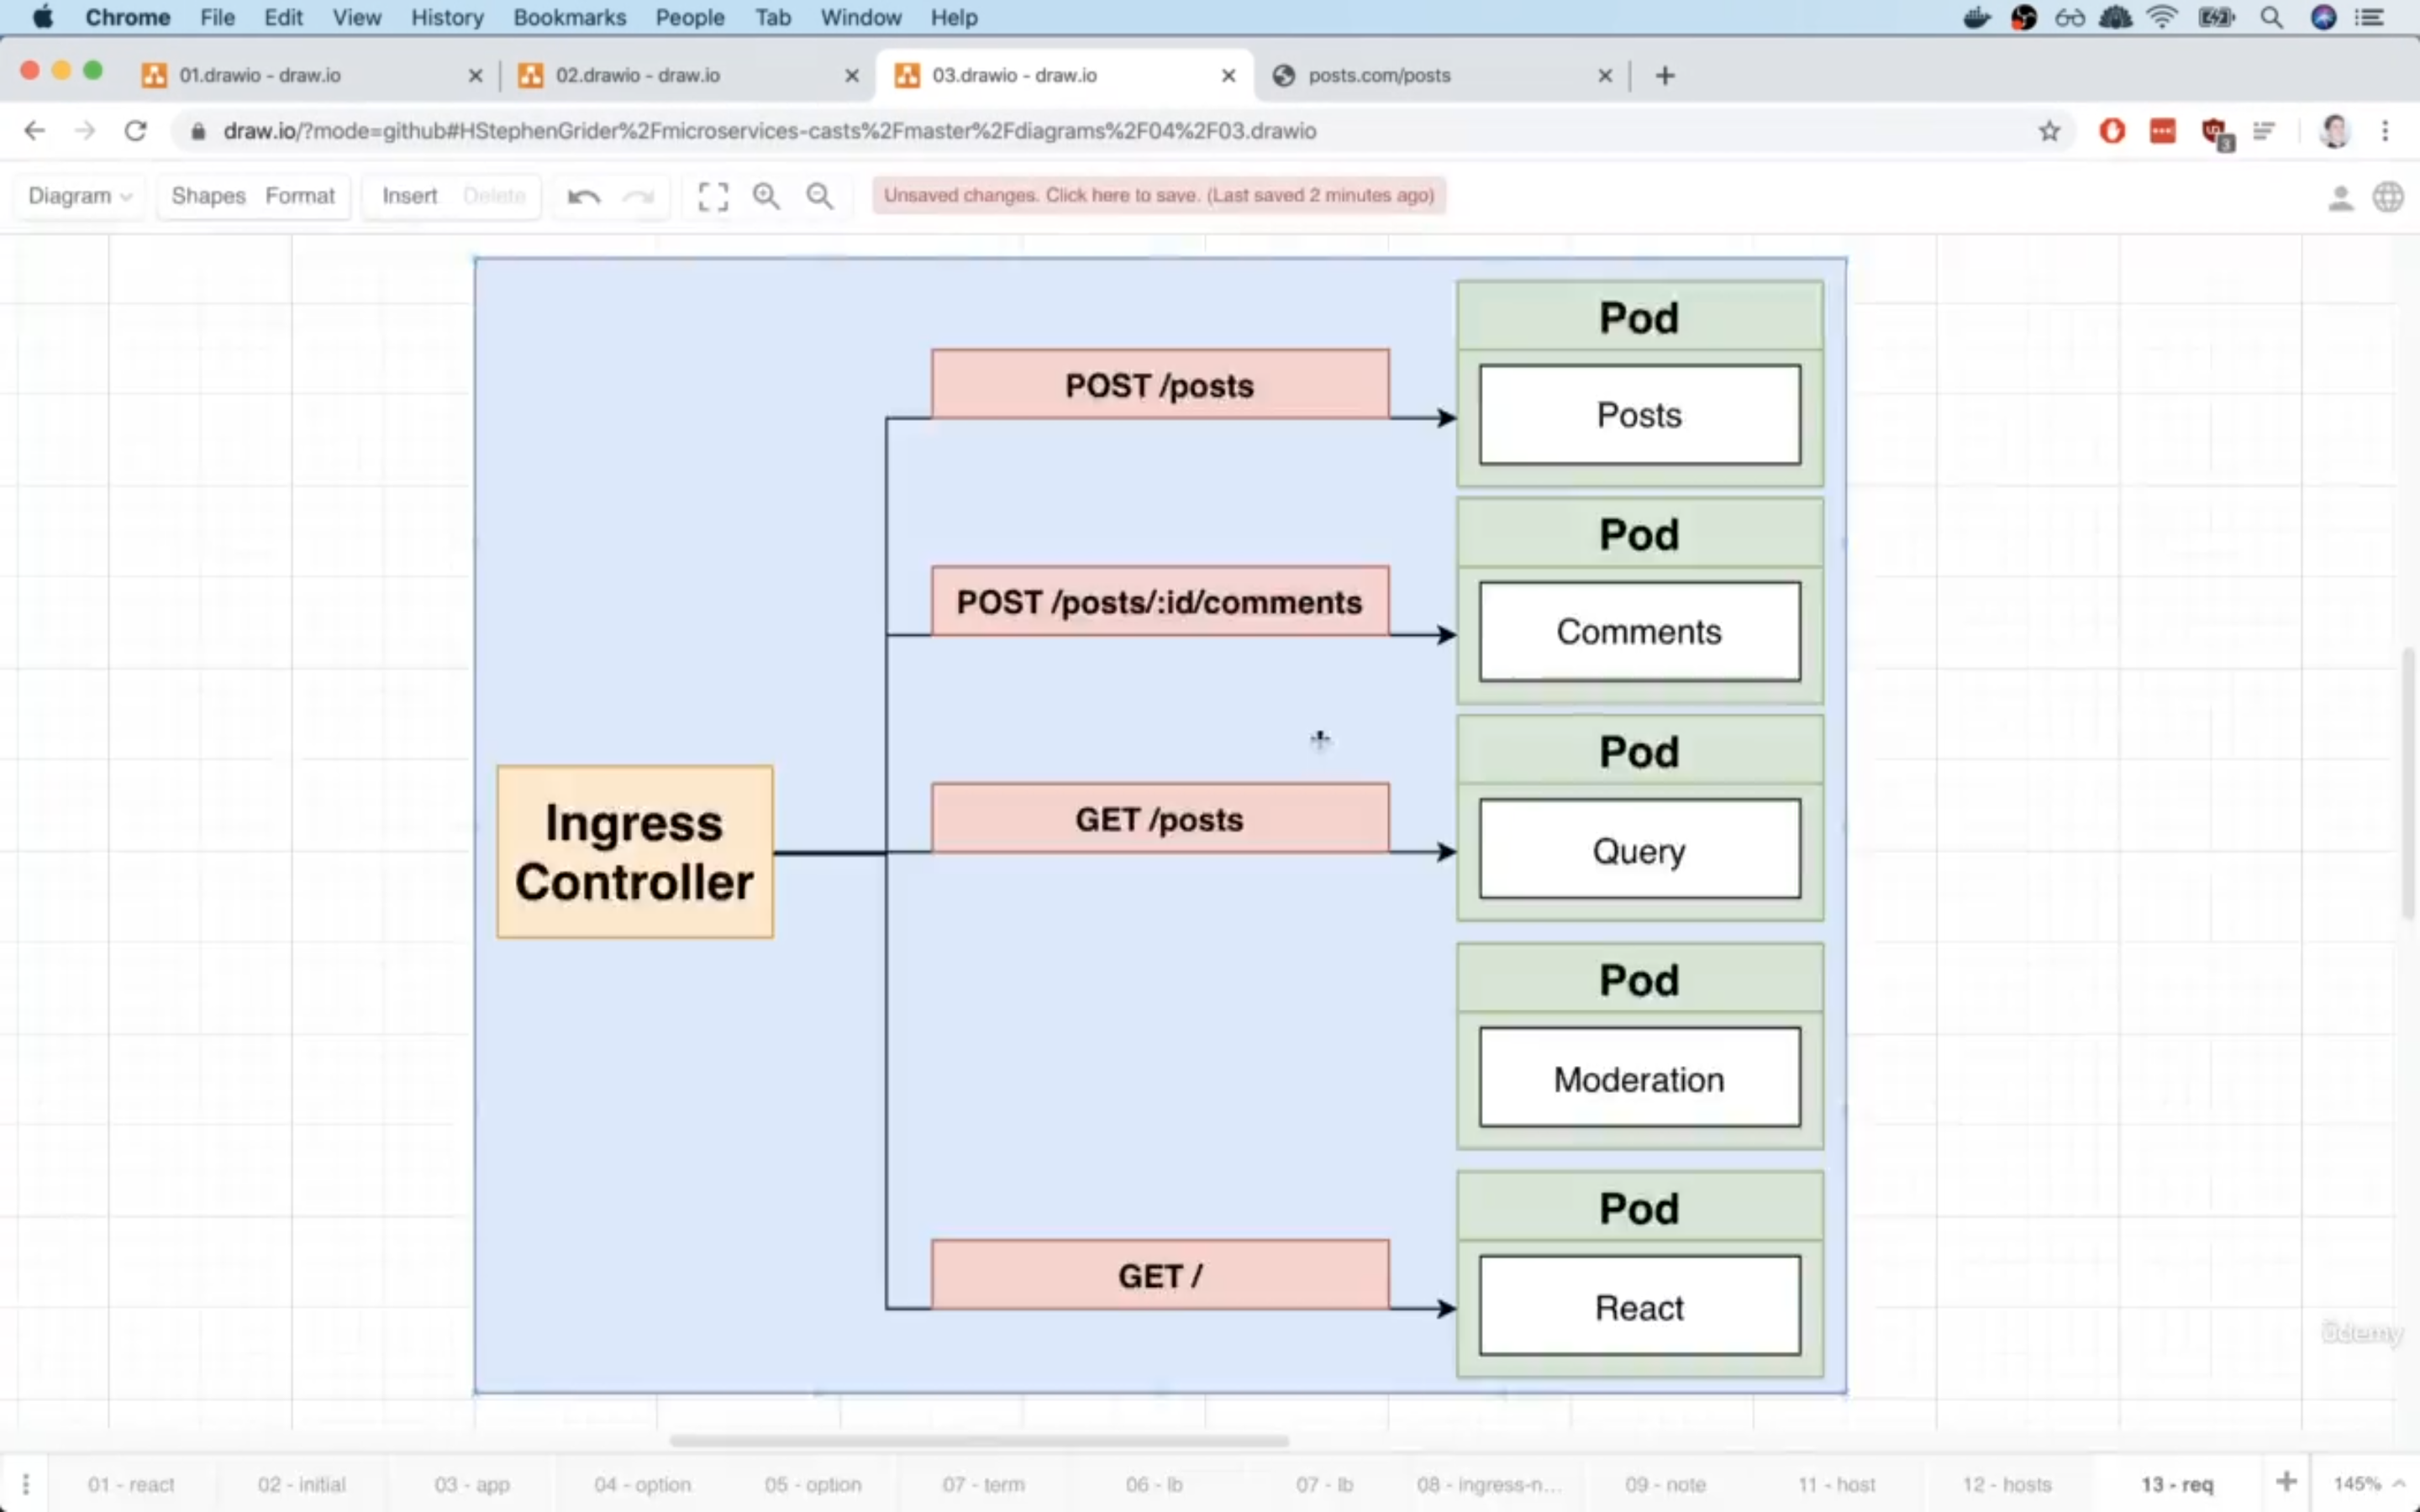 Chrome File Edit View History Bookmarks People Tab Window Help
01.drawio - draw.io
02.drawio - draw.io
03.drawio - draw.io
posts.com/posts
draw.io/?mode=github#HStephenGrider%2Fmicroservices-casts%2Fmaster%2Fdiagrams%2F04%2F03.drawio
3
Diagram Shapes Format Insert Delete Unsaved changes. Click here to save. (Last saved 2 minutes ago)
Pod
POST /posts
Posts
Pod
POST /posts/:id/comments
Comments
Pod
GET /posts
Query
Ingress
Controller
Pod
Moderation
Pod
GET /
React
ûdemy
01 - react 02 - initial 03 - app 04 - option 05 - option 07 - term 06 - lb 07 - lb 08 - ingress-n... 09 - note 11 - host 12 - hosts 13 - req 145%